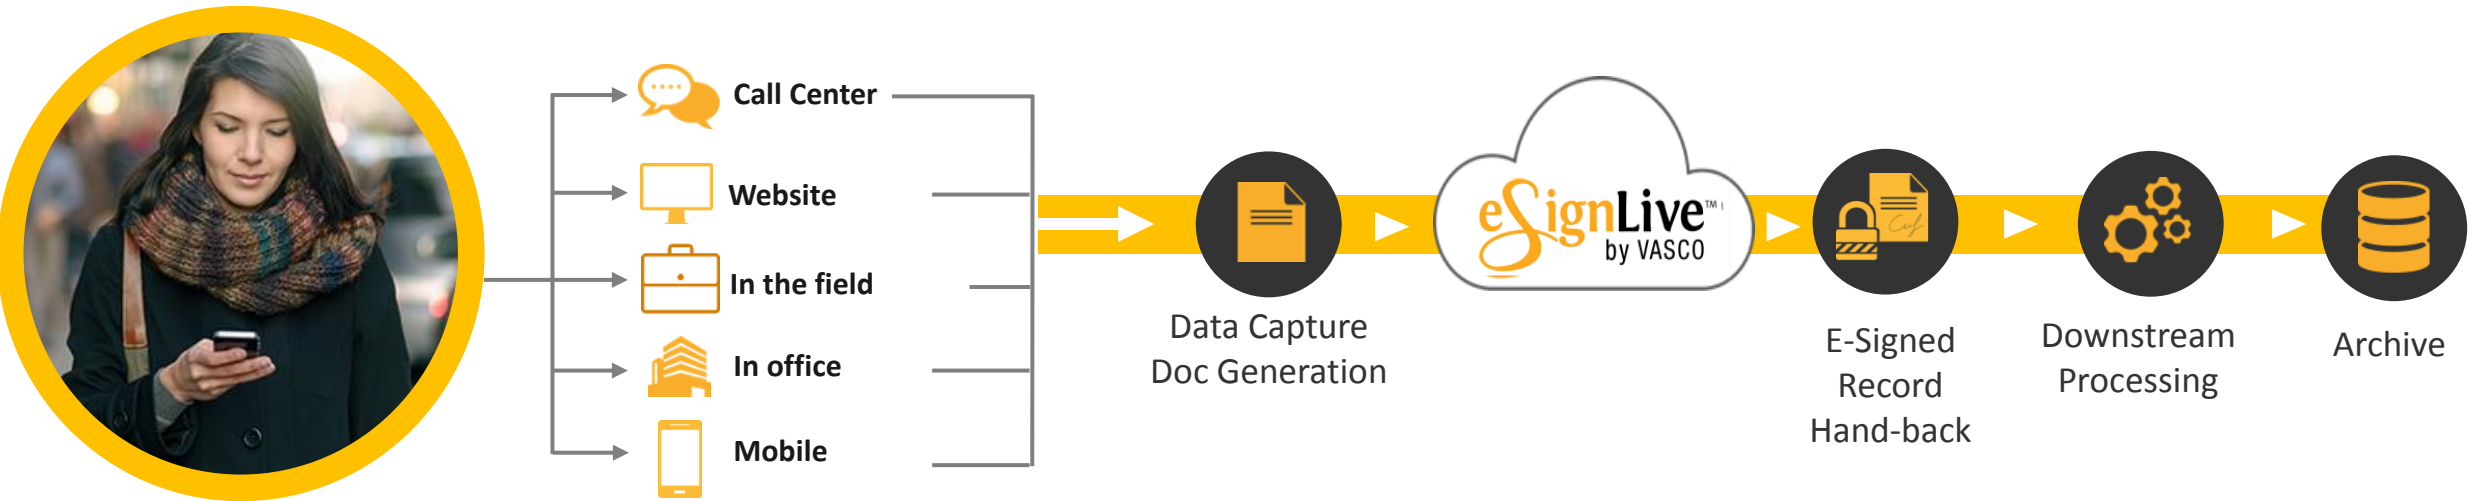 Call Center
Website
In the field
In office
Mobile
Data Capture
Doc Generation
eSignLive™
by VASCO
E-Signed
Record
Hand-back
Downstream
Processing
Archive